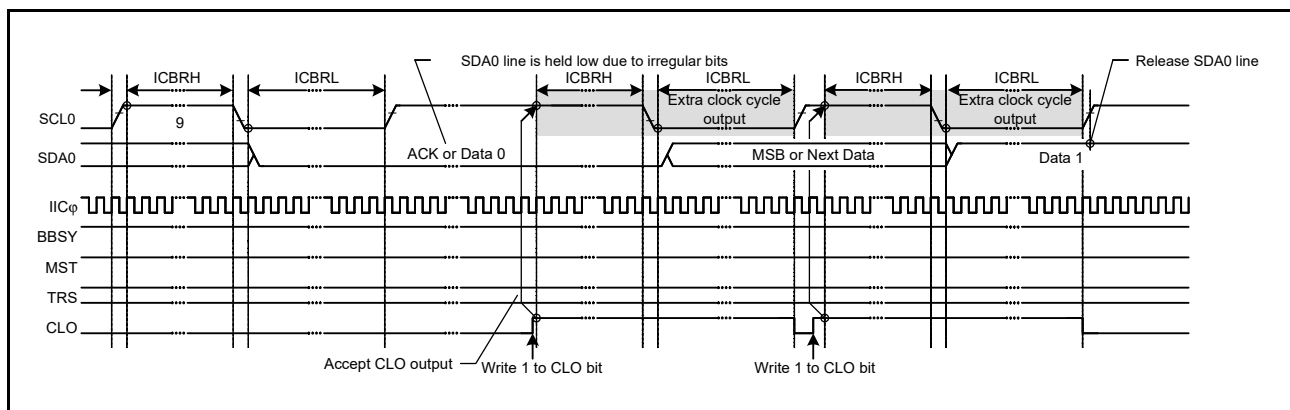 SDA0 line is held low due to irregular bits
Release SDA0 line
ICBRH
ICBRL
ICBRH
ICBRL
ICBRH
ICBRL
SCL0
9
Extra clock cycle
output
Extra clock cycle
output
SDA0
ACK or Data 0
MSB or Next Data
Data 1
IICφ
BBSY
MST
TRS
CLO
Accept CLO output
Write 1 to CLO bit
Write 1 to CLO bit